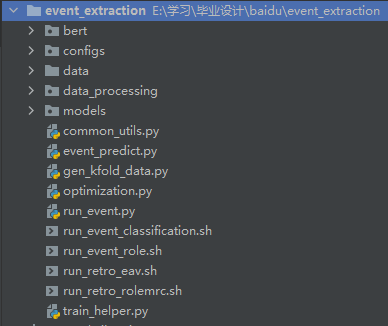 event_extraction E:\学习\毕业设计\baidu\event_extraction
bert
configs
data
data_processing
models
common_utils.py
event_predict.py
gen_kfold_data.py
optimization.py
run_event.py
run_event_classification.sh
run_event_role.sh
run_retro_eav.sh
run_retro_rolemrc.sh
train_helper.py